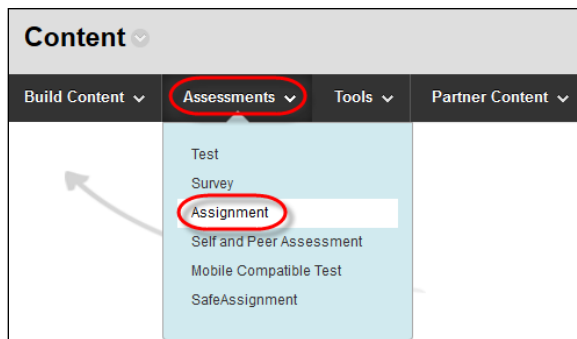 Content
Build Content Assessments Tools Partner Content
Test
Survey
Assignment
Self and Peer Assessment
Mobile Compatible Test
SafeAssignment